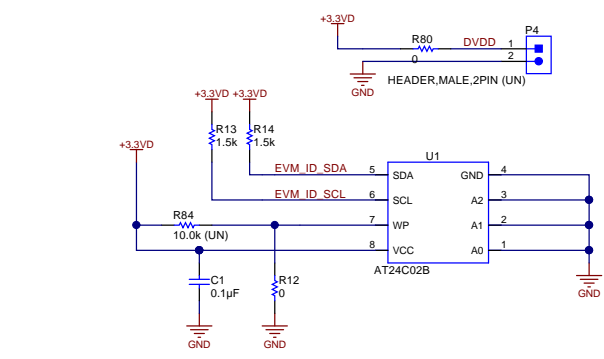 +3.3VD
R80
0
DVDD
1
2
P4
GND
HEADER,MALE,2PIN (UN)
+3.3VD +3.3VD
R13
1.5k
R14
1.5k
+3.3VD
U1
EVM_ID_SDA 5 SDA GND 4
EVM_ID_SCL 6 SCL A2 3
R84
10.0k (UN)
7 WP A1 2
8 VCC A0 1
AT24C02B
C1
0.1µF
R12
0
GND
GND
GND